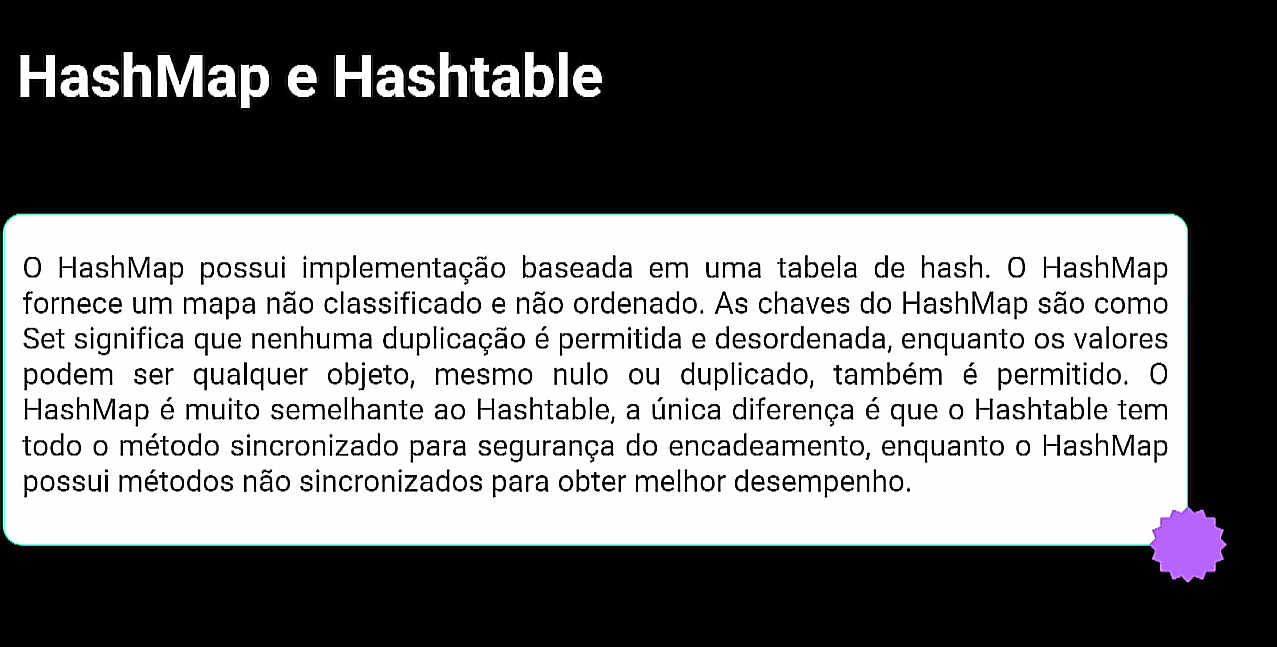 HashMap e Hashtable
O HashMap possui implementação baseada em uma tabela de hash. O HashMap
fornece um mapa não classificado e não ordenado. As chaves do HashMap são como
Set significa que nenhuma duplicação é permitida e desordenada, enquanto os valores
podem ser qualquer objeto, mesmo nulo ou duplicado, também é permitido. O
HashMap é muito semelhante ao Hashtable, a única diferença é que o Hashtable tem
todo o método sincronizado para segurança do encadeamento, enquanto o HashMap
possui métodos não sincronizados para obter melhor desempenho.